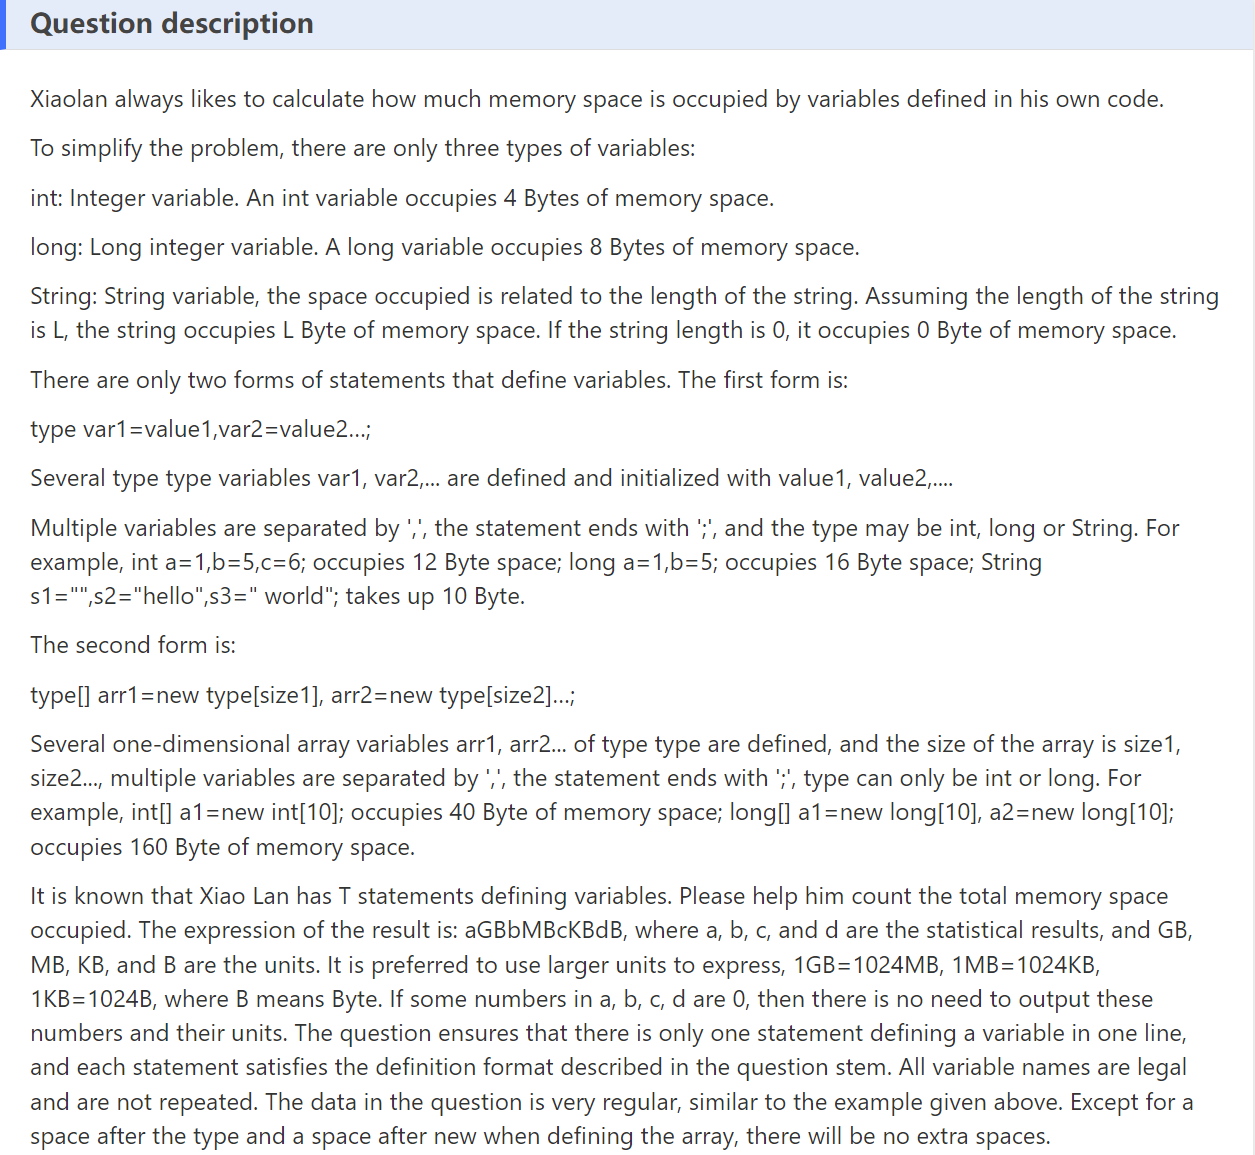 Question description
Xiaolan always likes to calculate how much memory space is occupied by variables defined in his own code.
To simplify the problem, there are only three types of variables:
int: Integer variable. An int variable occupies 4 Bytes of memory space.
long: Long integer variable. A long variable occupies 8 Bytes of memory space.
String: String variable, the space occupied is related to the length of the string. Assuming the length of the string
is L, the string occupies L Byte of memory space. If the string length is 0, it occupies 0 Byte of memory space.
There are only two forms of statements that define variables. The first form is:
type var1=value1,var2=value2...;
Several type type variables var1, var2,... are defined and initialized with value1, value2,....
Multiple variables are separated by ',', the statement ends with ';', and the type may be int, long or String. For
example, int a=1,b=5,c=6; occupies 12 Byte space; long a=1,b=5; occupies 16 Byte space; String
s1="",s2="hello",s3=" world"; takes up 10 Byte.
The second form is:
type[] arr1=new type[size1], arr2=new type[size2]...;
Several one-dimensional array variables arr1, arr2... of type type are defined, and the size of the array is size1,
size2..., multiple variables are separated by ',', the statement ends with ';', type can only be int or long. For
example, int[] a1=new int[10]; occupies 40 Byte of memory space; long[] a1=new long[10], a2=new long[10];
occupies 160 Byte of memory space.
It is known that Xiao Lan has T statements defining variables. Please help him count the total memory space
occupied. The expression of the result is: aGBbMBcKBdB, where a, b, c, and d are the statistical results, and GB,
MB, KB, and B are the units. It is preferred to use larger units to express, 1GB=1024MB, 1MB=1024KB,
1KB=1024B, where B means Byte. If some numbers in a, b, c, d are 0, then there is no need to output these
numbers and their units. The question ensures that there is only one statement defining a variable in one line,
and each statement satisfies the definition format described in the question stem. All variable names are legal
and are not repeated. The data in the question is very regular, similar to the example given above. Except for a
space after the type and a space after new when defining the array, there will be no extra spaces.